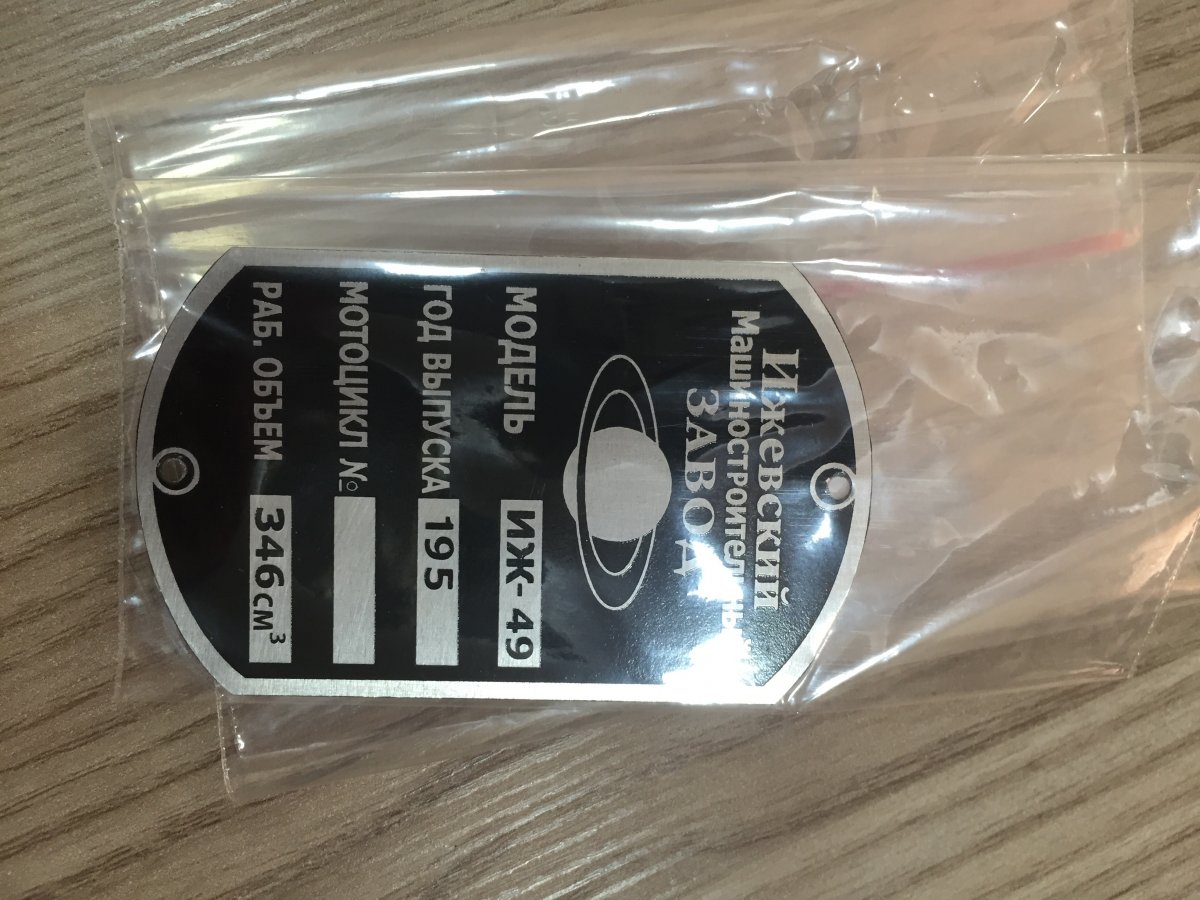 Ижевский
Машиностроительный
ЗАВОД
МОДЕЛЬ ИЖ-49
ГОД ВЫПУСКА 195
МОТОЦИКЛ №
РАБ. ОБЪЕМ 346см³